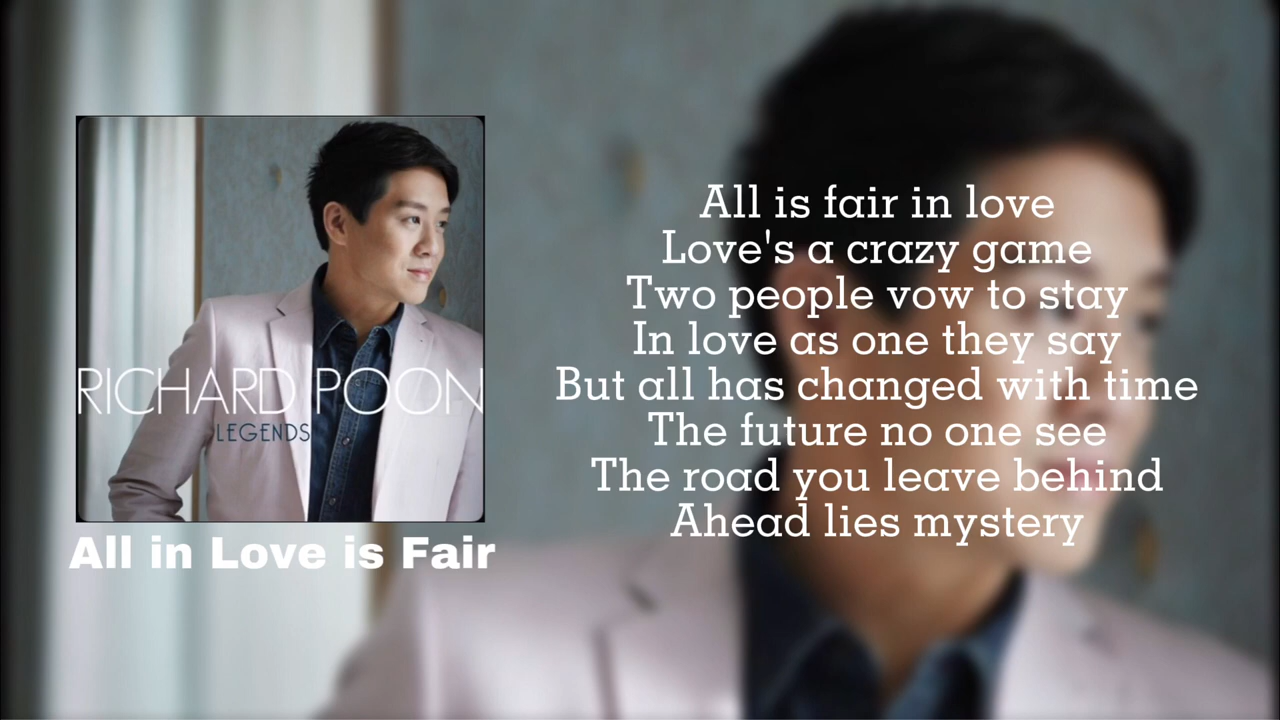 RICHARD POON
LEGENDS
All in Love is Fair
All is fair in love
Love's a crazy game
Two people vow to stay
In love as one they say
But all has changed with time
The future no one see
The road you leave behind
Ahead lies mystery